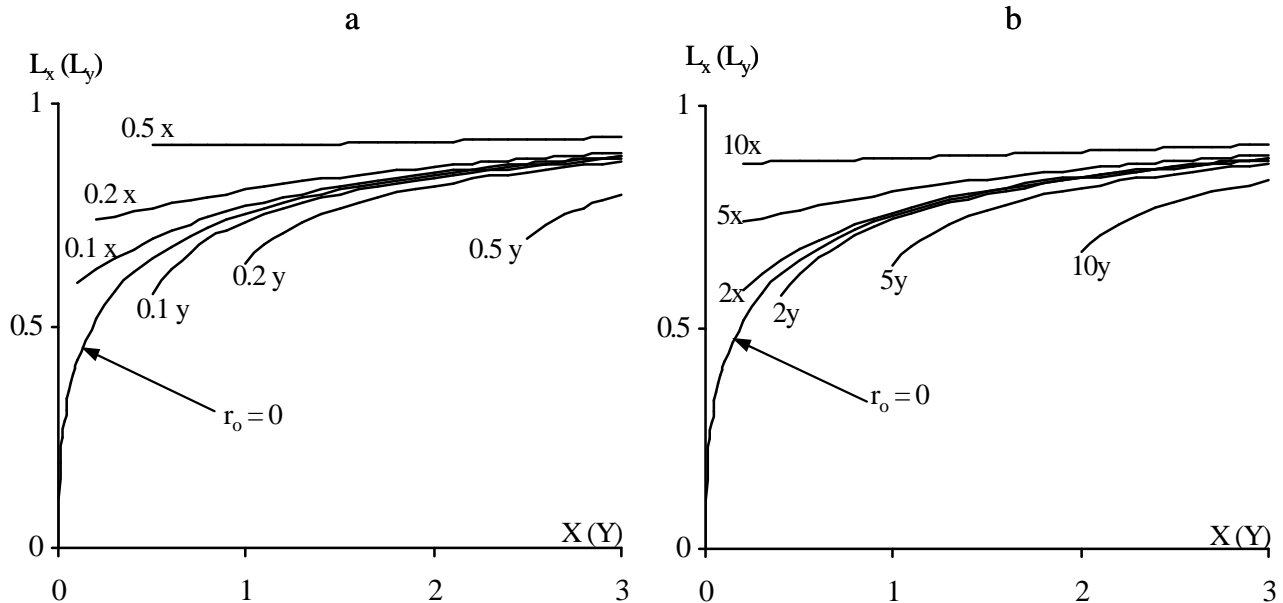 a
Lx (Ly)
1
0.5 x
0.2 x
0.1 x
0.5 y
0.2 y
0.1 y
0.5
ro = 0
X (Y)
0
0
1
2
3
b
Lx (Ly)
1
10x
5x
2x
10y
5y
2y
0.5
ro = 0
X (Y)
0
0
1
2
3